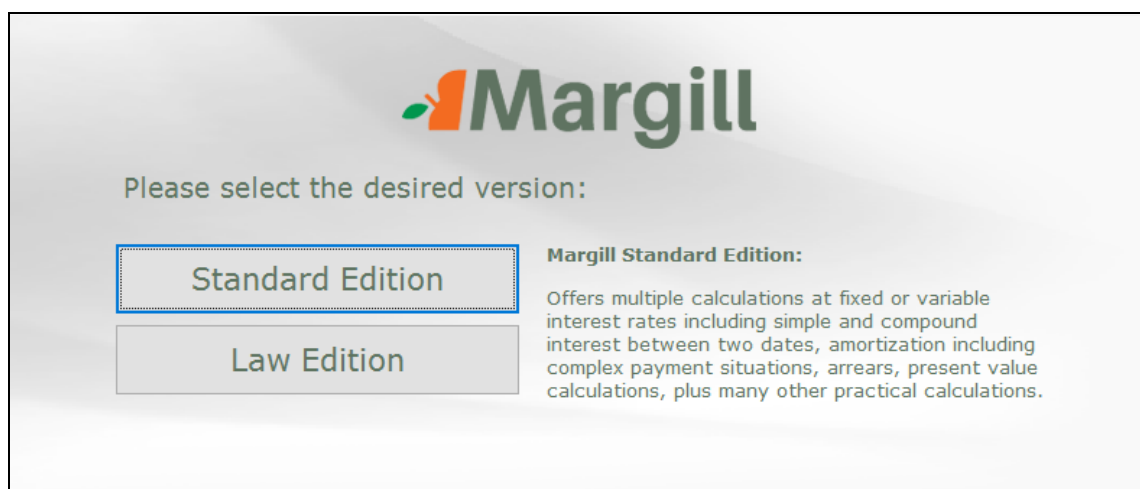 Margill
Please select the desired version:
Standard Edition
Law Edition
Margill Standard Edition:
Offers multiple calculations at fixed or variable
interest rates including simple and compound
interest between two dates, amortization including
complex payment situations, arrears, present value
calculations, plus many other practical calculations.